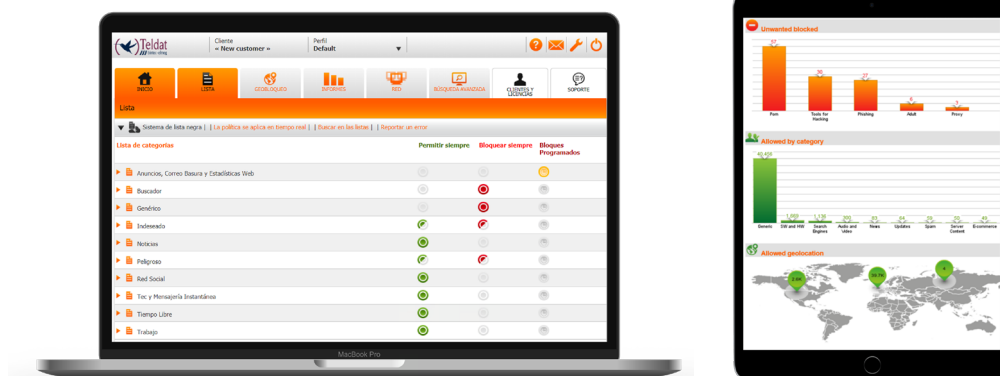 Teldat
Cliente
« New customer »
Perfil
Default
INICIO
LISTA
GEOBLOQUEO
INFORMES
RED
BÚSQUEDA AVANZADA
CLIENTES Y
LICENCIAS
SOPORTE
Lista
Sistema de lista negra | | La política se aplica en tiempo real | | Buscar en las listas | | Reportar un error
Lista de categorías
Permitir siempre
Bloquear siempre
Bloques
Programados
Anuncios, Correo Basura y Estadísticas Web
Buscador
Genérico
Indeseado
Noticias
Peligroso
Red Social
Tec y Mensajería Instantánea
Tiempo Libre
Trabajo
MacBook Pro
Unwanted blocked
Porn
Tools for
Hacking
Phishing
Adult
Proxy
Allowed by category
Generic
SW and HW
Search
Engines
Audio and
Video
News
Updates
Spam
Server
Content
E-commerce
Allowed geolocation